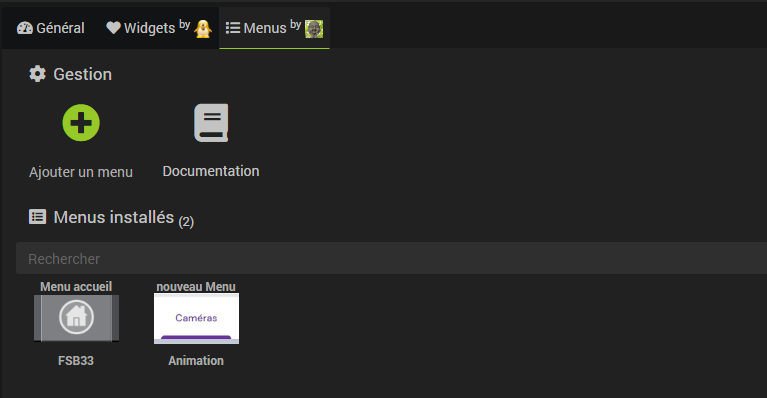 Général Widgets by Menus by
Gestion
Ajouter un menu Documentation
Menus installés (2)
Rechercher
Menu accueil nouveau Menu
Caméras
FSB33 Animation